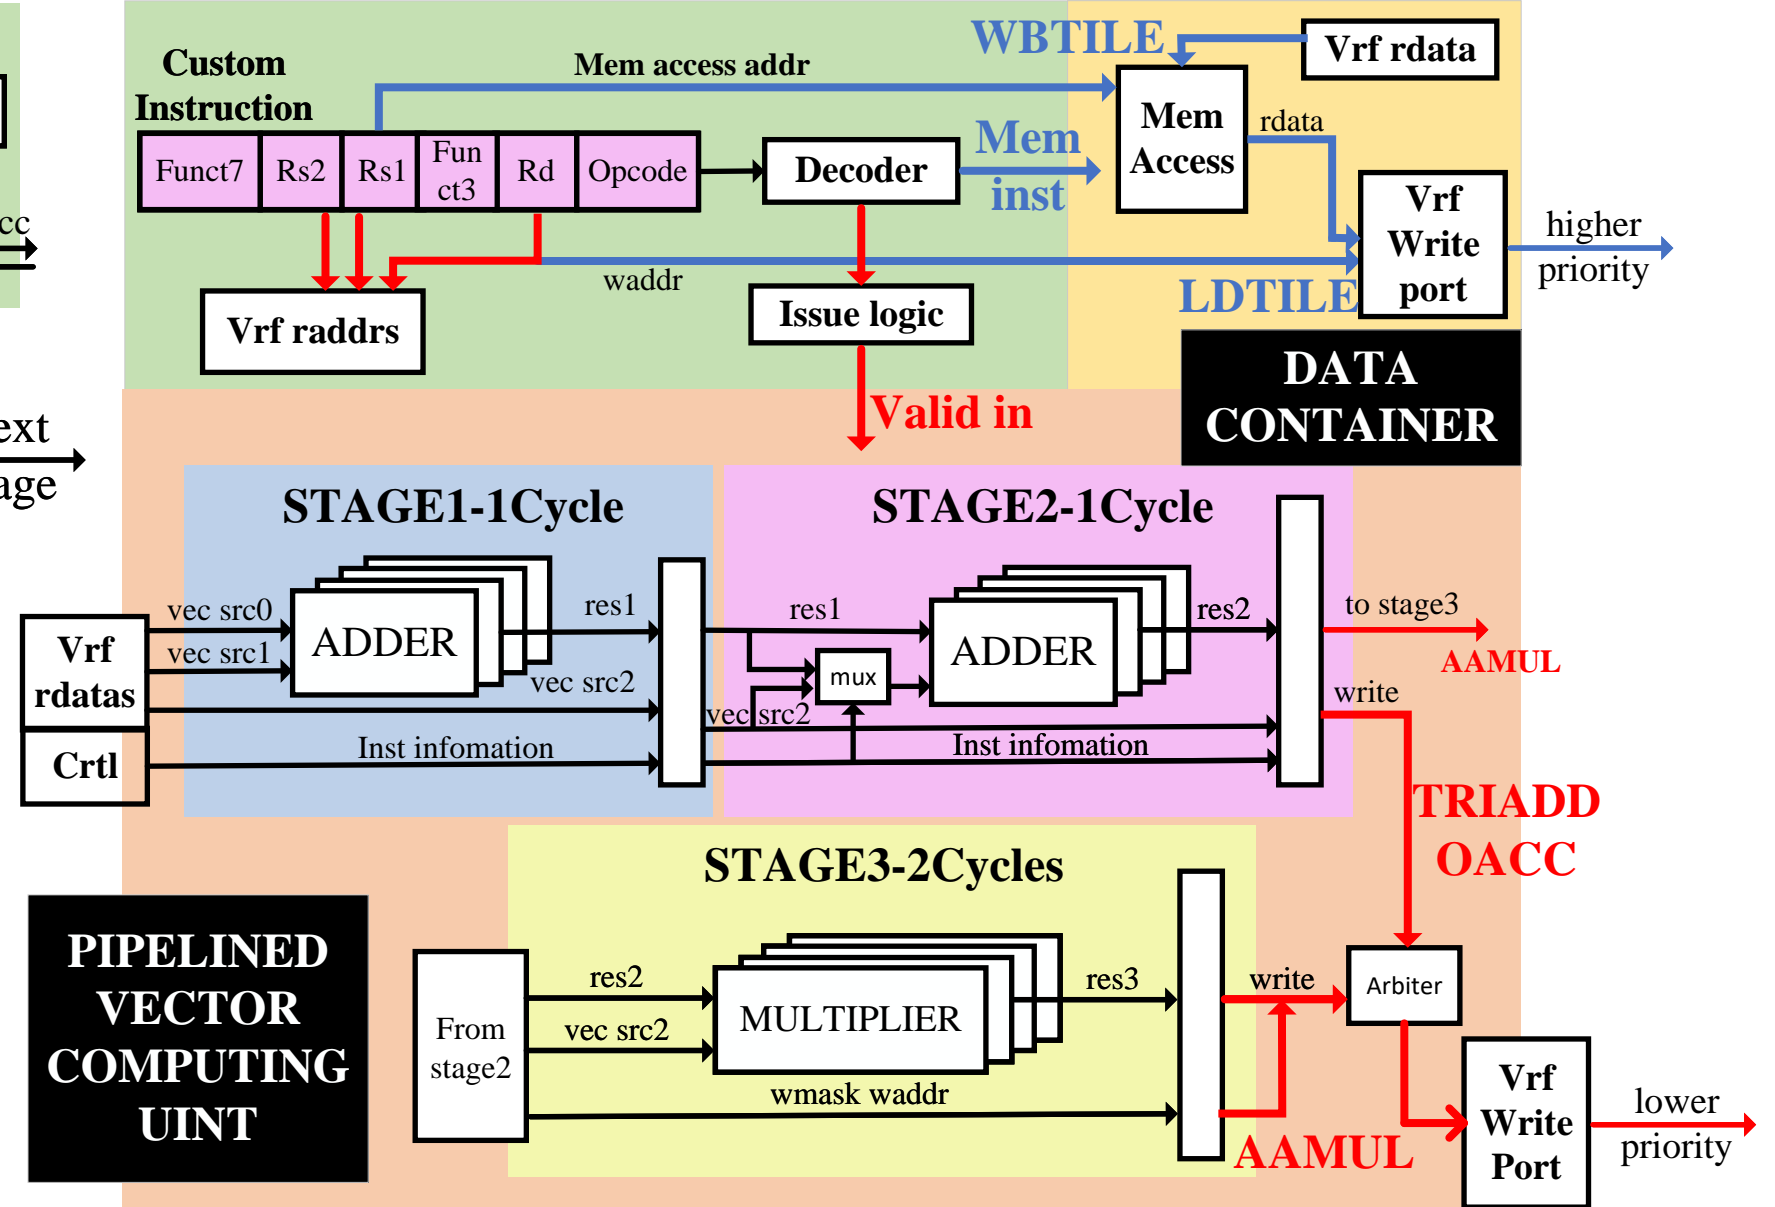 cc
ext
age
Custom
Instruction
Mem access addr
WBTILE
Vrf rdata
Funct7
Rs2
Rs1
Fun
ct3
Rd
Opcode
Decoder
Mem
inst
Mem
Access
rdata
Vrf
Write
port
higher
priority
waddr
LDTILE
Vrf raddrs
Issue logic
DATA
CONTAINER
Valid in
STAGE1-1Cycle
STAGE2-1Cycle
vec src0
vec src1
ADDER
res1
vec src2
Vrf
rdatas
Crtl
Inst infomation
res1
mux
vec src2
ADDER
res2
Inst infomation
to stage3
AAMUL
write
TRIADD
OACC
STAGE3-2Cycles
PIPELINED
VECTOR
COMPUTING
UINT
From
stage2
res2
vec src2
MULTIPLIER
res3
wmask waddr
write
AAMUL
Arbiter
Vrf
Write
Port
lower
priority